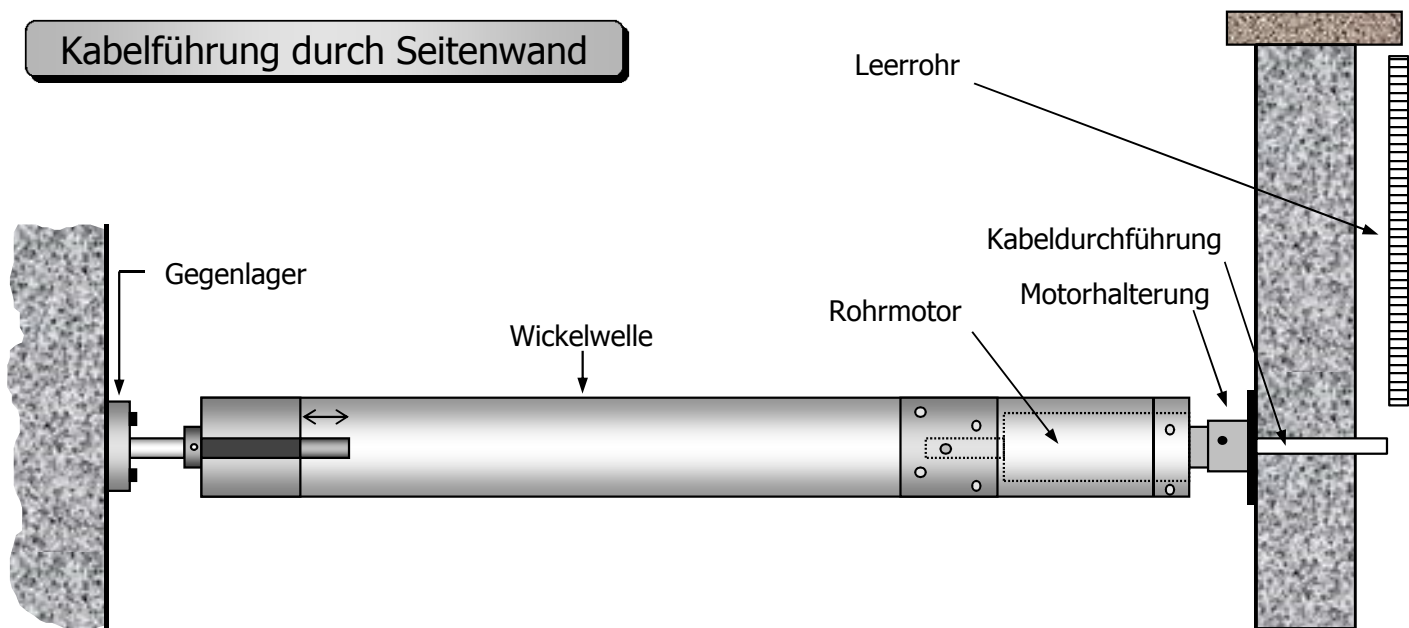 Kabelführung durch Seitenwand
Leerrohr
Kabeldurchführung
Gegenlager
Motorhalterung
Rohrmotor
Wickelwelle